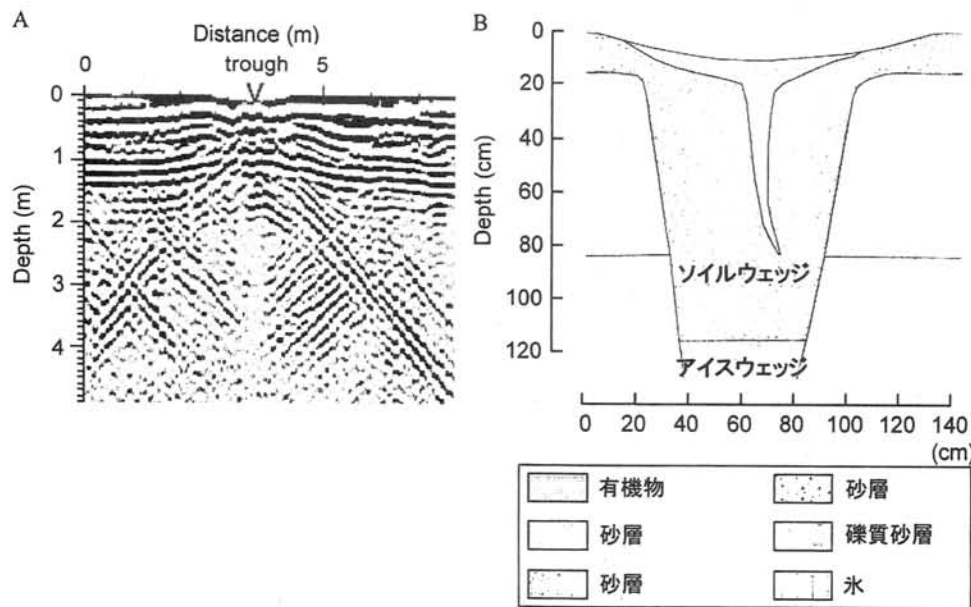 A
Distance (m)
0 trough 5
Depth (m)
0
1
2
3
4
B
Depth (cm)
0
20
40
60
80
100
120
ソイルウェッジ
アイスウェッジ
0 20 40 60 80 100 120 140
(cm)
有機物 砂層
砂層 礫質砂層
砂層 氷